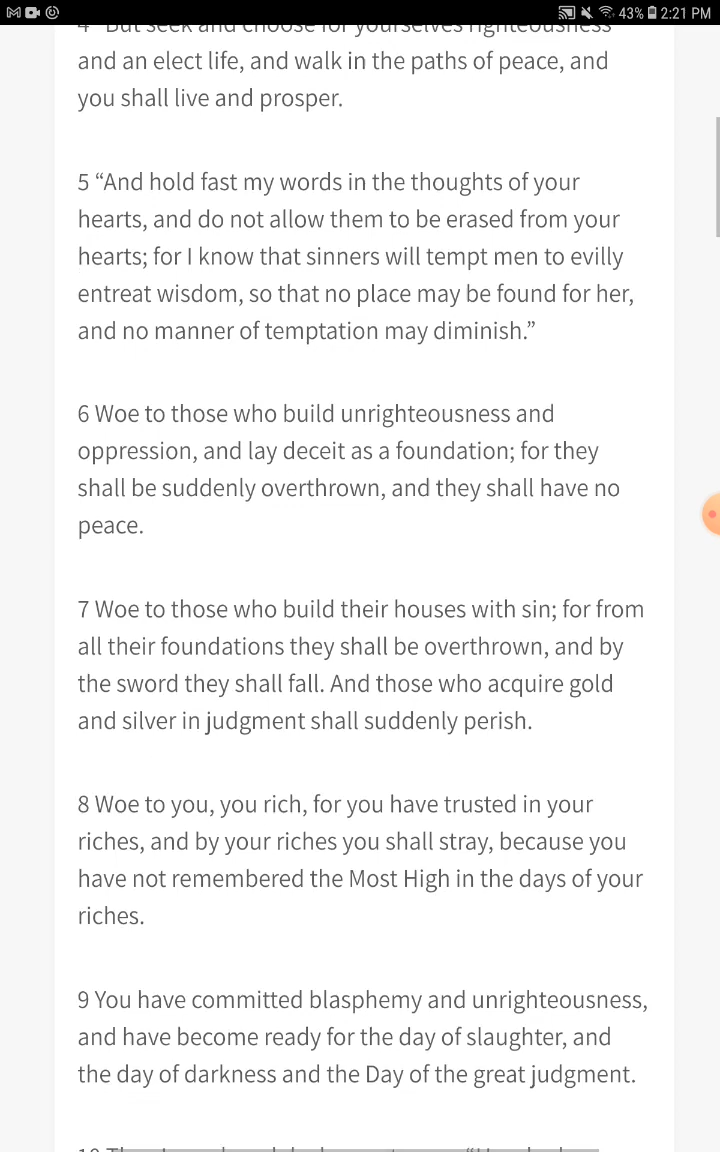 43% 2:21 PM
4 “But seek and choose for yourselves righteousness
and an elect life, and walk in the paths of peace, and
you shall live and prosper.
5 “And hold fast my words in the thoughts of your
hearts, and do not allow them to be erased from your
hearts; for I know that sinners will tempt men to evilly
entreat wisdom, so that no place may be found for her,
and no manner of temptation may diminish.”
6 Woe to those who build unrighteousness and
oppression, and lay deceit as a foundation; for they
shall be suddenly overthrown, and they shall have no
peace.
7 Woe to those who build their houses with sin; for from
all their foundations they shall be overthrown, and by
the sword they shall fall. And those who acquire gold
and silver in judgment shall suddenly perish.
8 Woe to you, you rich, for you have trusted in your
riches, and by your riches you shall stray, because you
have not remembered the Most High in the days of your
riches.
9 You have committed blasphemy and unrighteousness,
and have become ready for the day of slaughter, and
the day of darkness and the Day of the great judgment.
10